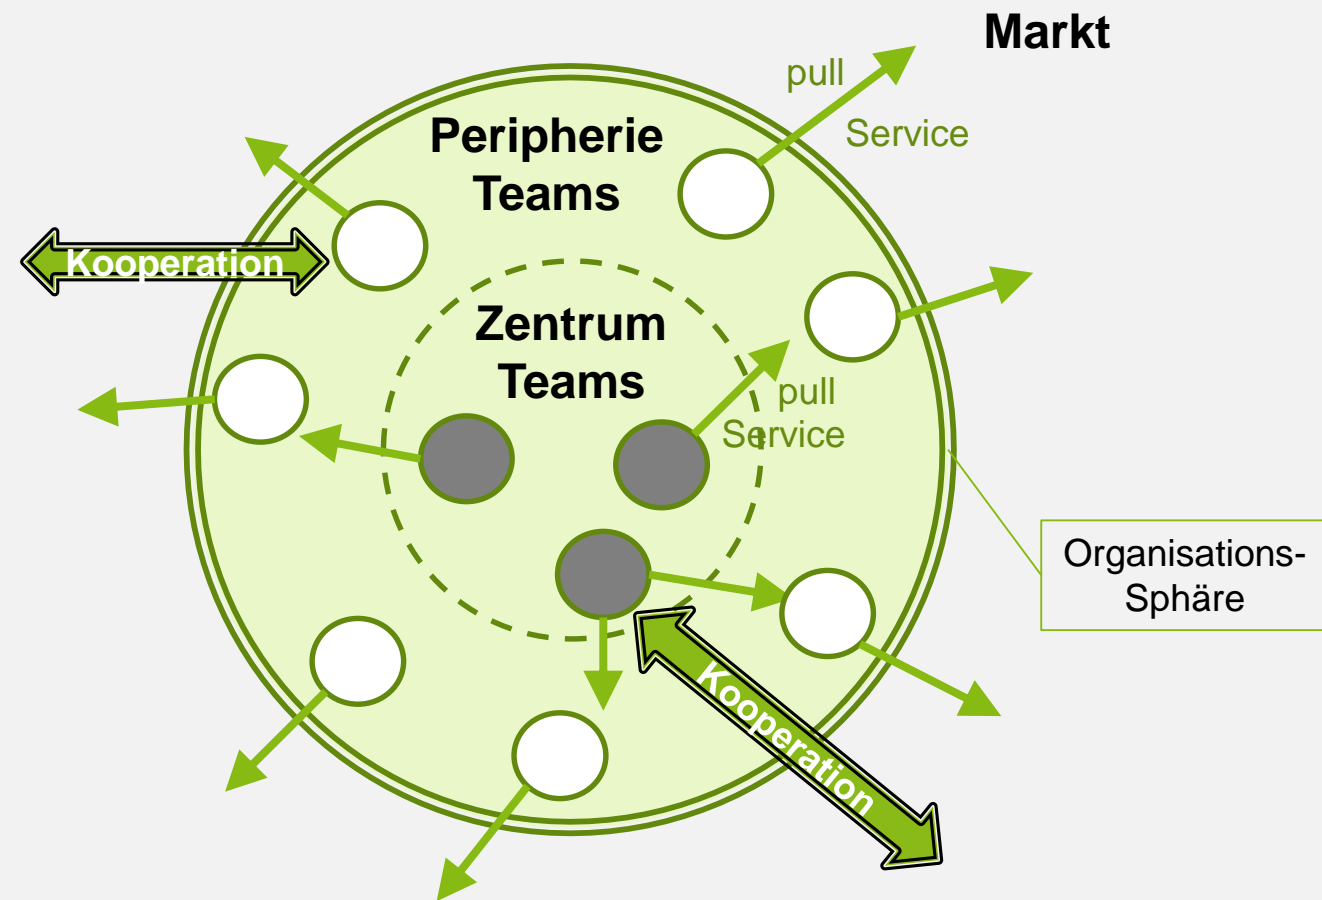 Markt
pull
Service
Peripherie
Teams
Kooperation
Zentrum
Teams
pull
Service
Organisations-
Sphäre
Kooperation